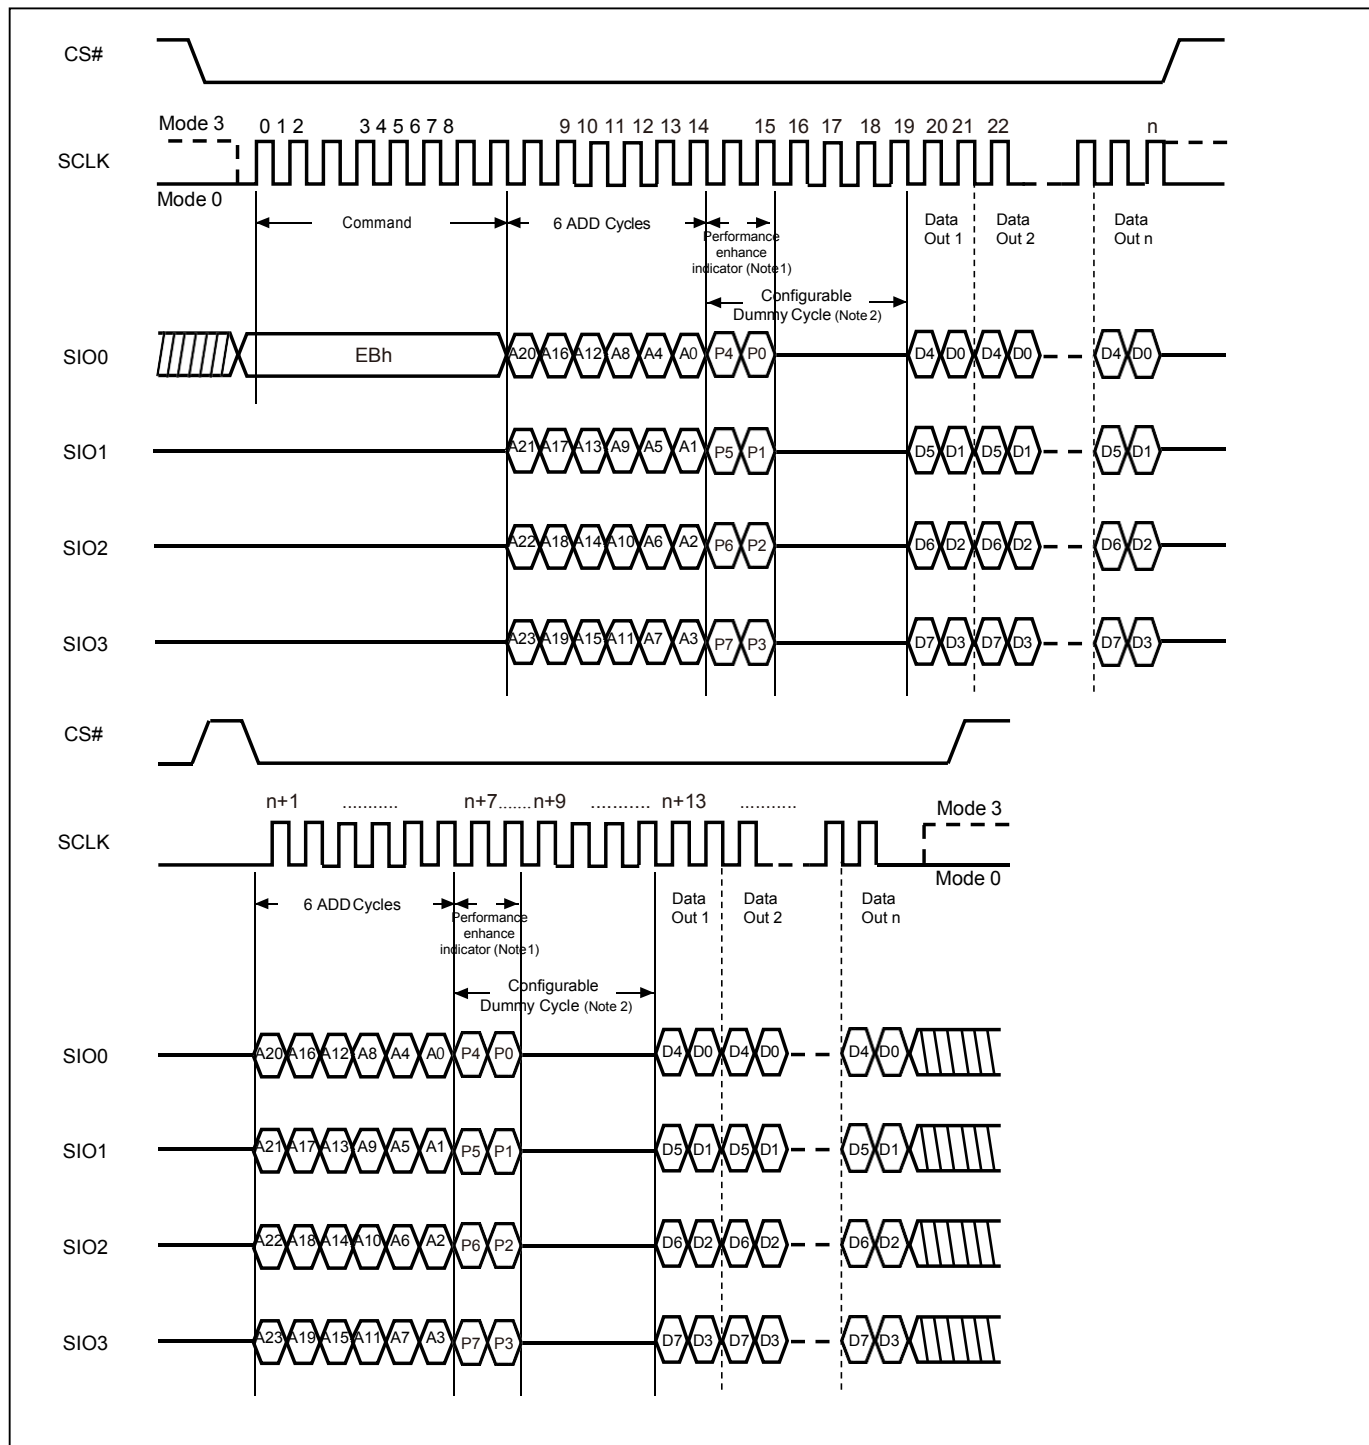 CS#
Mode 3
0 1 2 3 4 5 6 7 8 9 10 11 12 13 14 15 16 17 18 19 20 21 22 n
SCLK
Mode 0
Command
6 ADD Cycles
Performance
enhance
indicator (Note1)
Data
Out 1
Data
Out 2
Data
Out n
Configurable
Dummy Cycle (Note 2)
SIO0 EBh A20 A16 A12 A8 A4 A0 P4 P0 D4 D0 D4 D0 D4 D0
SIO1 A21 A17 A13 A9 A5 A1 P5 P1 D5 D1 D5 D1 D5 D1
SIO2 A22 A18 A14 A10 A6 A2 P6 P2 D6 D2 D6 D2 D6 D2
SIO3 A23 A19 A15 A11 A7 A3 P7 P3 D7 D3 D7 D3 D7 D3
CS#
n+1 ........... n+7.......n+9 ........... n+13 ...........
Mode 3
SCLK
Mode 0
6 ADD Cycles
Performance
enhance
indicator (Note1)
Data
Out 1
Data
Out 2
Data
Out n
Configurable
Dummy Cycle (Note 2)
SIO0 A20 A16 A12 A8 A4 A0 P4 P0 D4 D0 D4 D0 D4 D0
SIO1 A21 A17 A13 A9 A5 A1 P5 P1 D5 D1 D5 D1 D5 D1
SIO2 A22 A18 A14 A10 A6 A2 P6 P2 D6 D2 D6 D2 D6 D2
SIO3 A23 A19 A15 A11 A7 A3 P7 P3 D7 D3 D7 D3 D7 D3